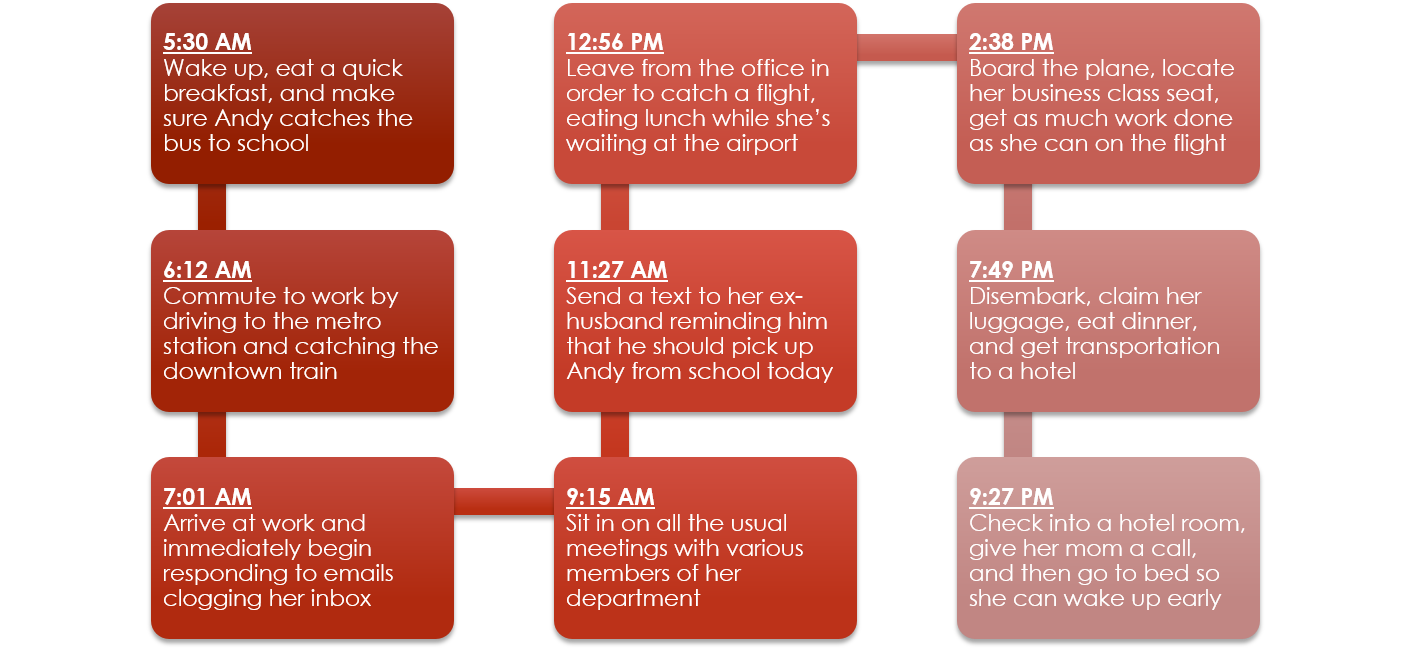 5:30 AM
Wake up, eat a quick
breakfast, and make
sure Andy catches the
bus to school
6:12 AM
Commute to work by
driving to the metro
station and catching the
downtown train
7:01 AM
Arrive at work and
immediately begin
responding to emails
clogging her inbox
9:15 AM
Sit in on all the usual
meetings with various
members of her
department
11:27 AM
Send a text to her ex-
husband reminding him
that he should pick up
Andy from school today
12:56 PM
Leave from the office in
order to catch a flight,
eating lunch while she’s
waiting at the airport
2:38 PM
Board the plane, locate
her business class seat,
get as much work done
as she can on the flight
7:49 PM
Disembark, claim her
luggage, eat dinner,
and get transportation
to a hotel
9:27 PM
Check into a hotel room,
give her mom a call,
and then go to bed so
she can wake up early